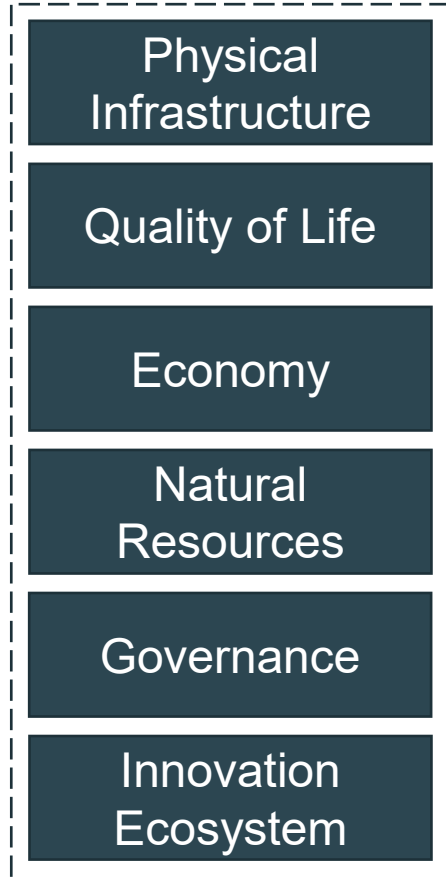 Physical
Infrastructure
Quality of Life
Economy
Natural
Resources
Governance
Innovation
Ecosystem